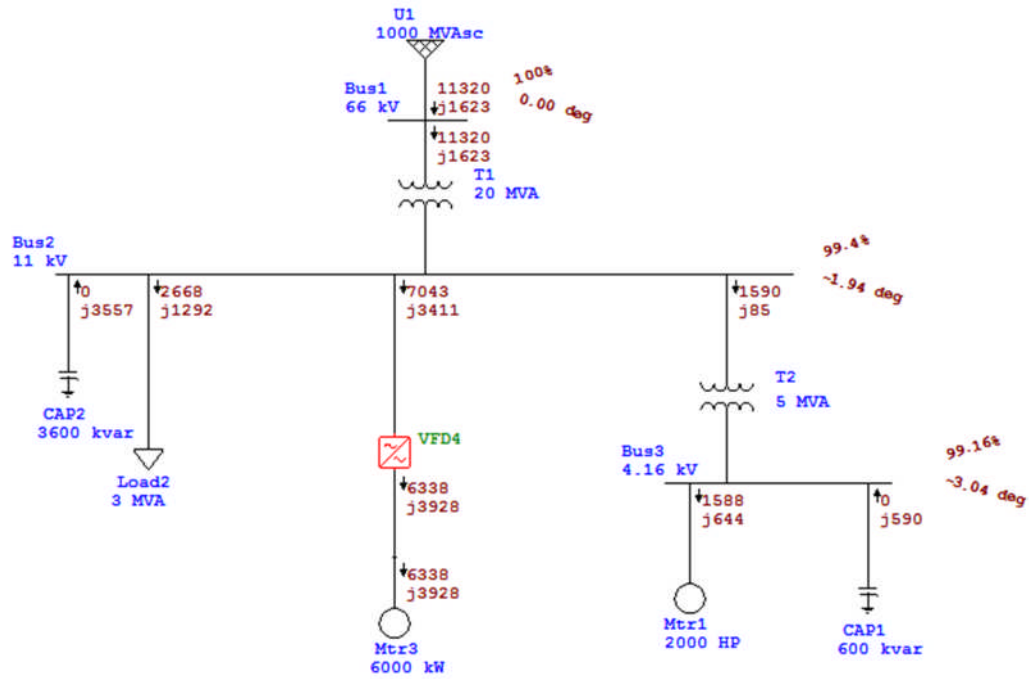 U1
1000 MVAsc
Bus1
66 kV
11320
j1623
100%
0.00 deg
11320
j1623
T1
20 MVA
Bus2
11 kV
99.4%
~1.94 deg
0
j3557
2668
j1292
7043
j3411
1590
j85
CAP2
3600 kvar
Load2
3 MVA
VFD4
T2
5 MVA
6338
j3928
Bus3
4.16 kV
99.16%
~3.04 deg
1588
j644
0
j590
6338
j3928
Mtr3
6000 kW
Mtr1
2000 HP
CAP1
600 kvar